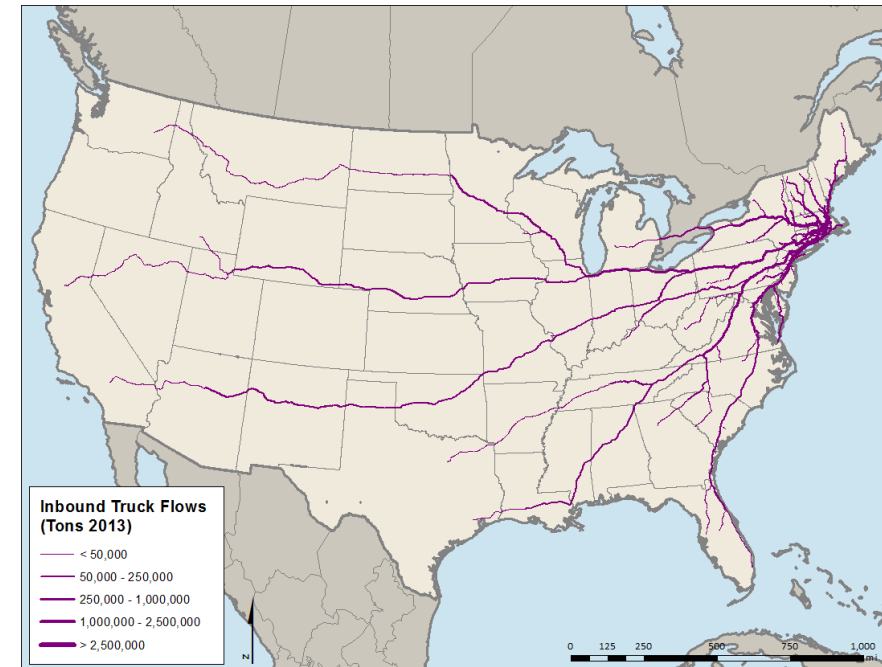 Inbound Truck Flows
(Tons 2013)
< 50,000
50,000 - 250,000
250,000 - 1,000,000
1,000,000 - 2,500,000
> 2,500,000
N
0 125 250 500 750 1,000
mi